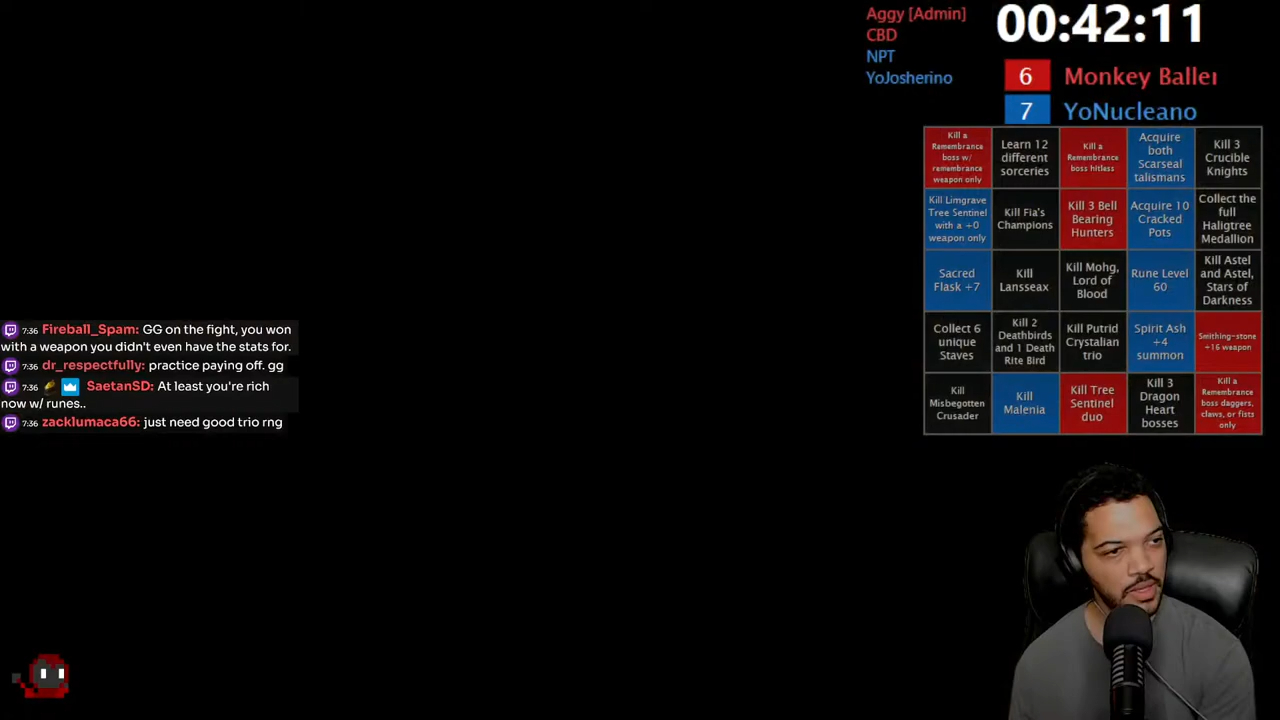 Aggy [Admin]
CBD
NPT
YoJosherino
00:42:11
6 Monkey Baller
7 YoNucleano
Kill a
Remembrance
boss w/
remembrance
weapon only
Learn 12
different
sorceries
Kill a
Remembrance
boss hitless
Acquire
both
Scarseal
talismans
Kill 3
Crucible
Knights
Kill Limgrave
Tree Sentinel
with a +0
weapon only
Kill Fia's
Champions
Kill 3 Bell
Bearing
Hunters
Acquire 10
Cracked
Pots
Collect the
full
Haligtree
Medallion
Sacred
Flask +7
Kill
Lansseax
Kill Mohg,
Lord of
Blood
Rune Level
60
Kill Astel
and Astel,
Stars of
Darkness
Collect 6
unique
Staves
Kill 2
Deathbirds
and 1 Death
Rite Bird
Kill Putrid
Crystalian
trio
Spirit Ash
+4
summon
Smithing-stone
+16 weapon
Kill
Misbegotten
Crusader
Kill
Malenia
Kill Tree
Sentinel
duo
Kill 3
Dragon
Heart
bosses
Kill a
Remembrance
boss daggers,
claws, or fists
only
7:36 Fireball_Spam: GG on the fight, you won
with a weapon you didn't even have the stats for.
7:36 dr_respectfully: practice paying off. gg
7:36 SaetanSD: At least you're rich
now w/ runes..
7:36 zacklumaca66: just need good trio rng